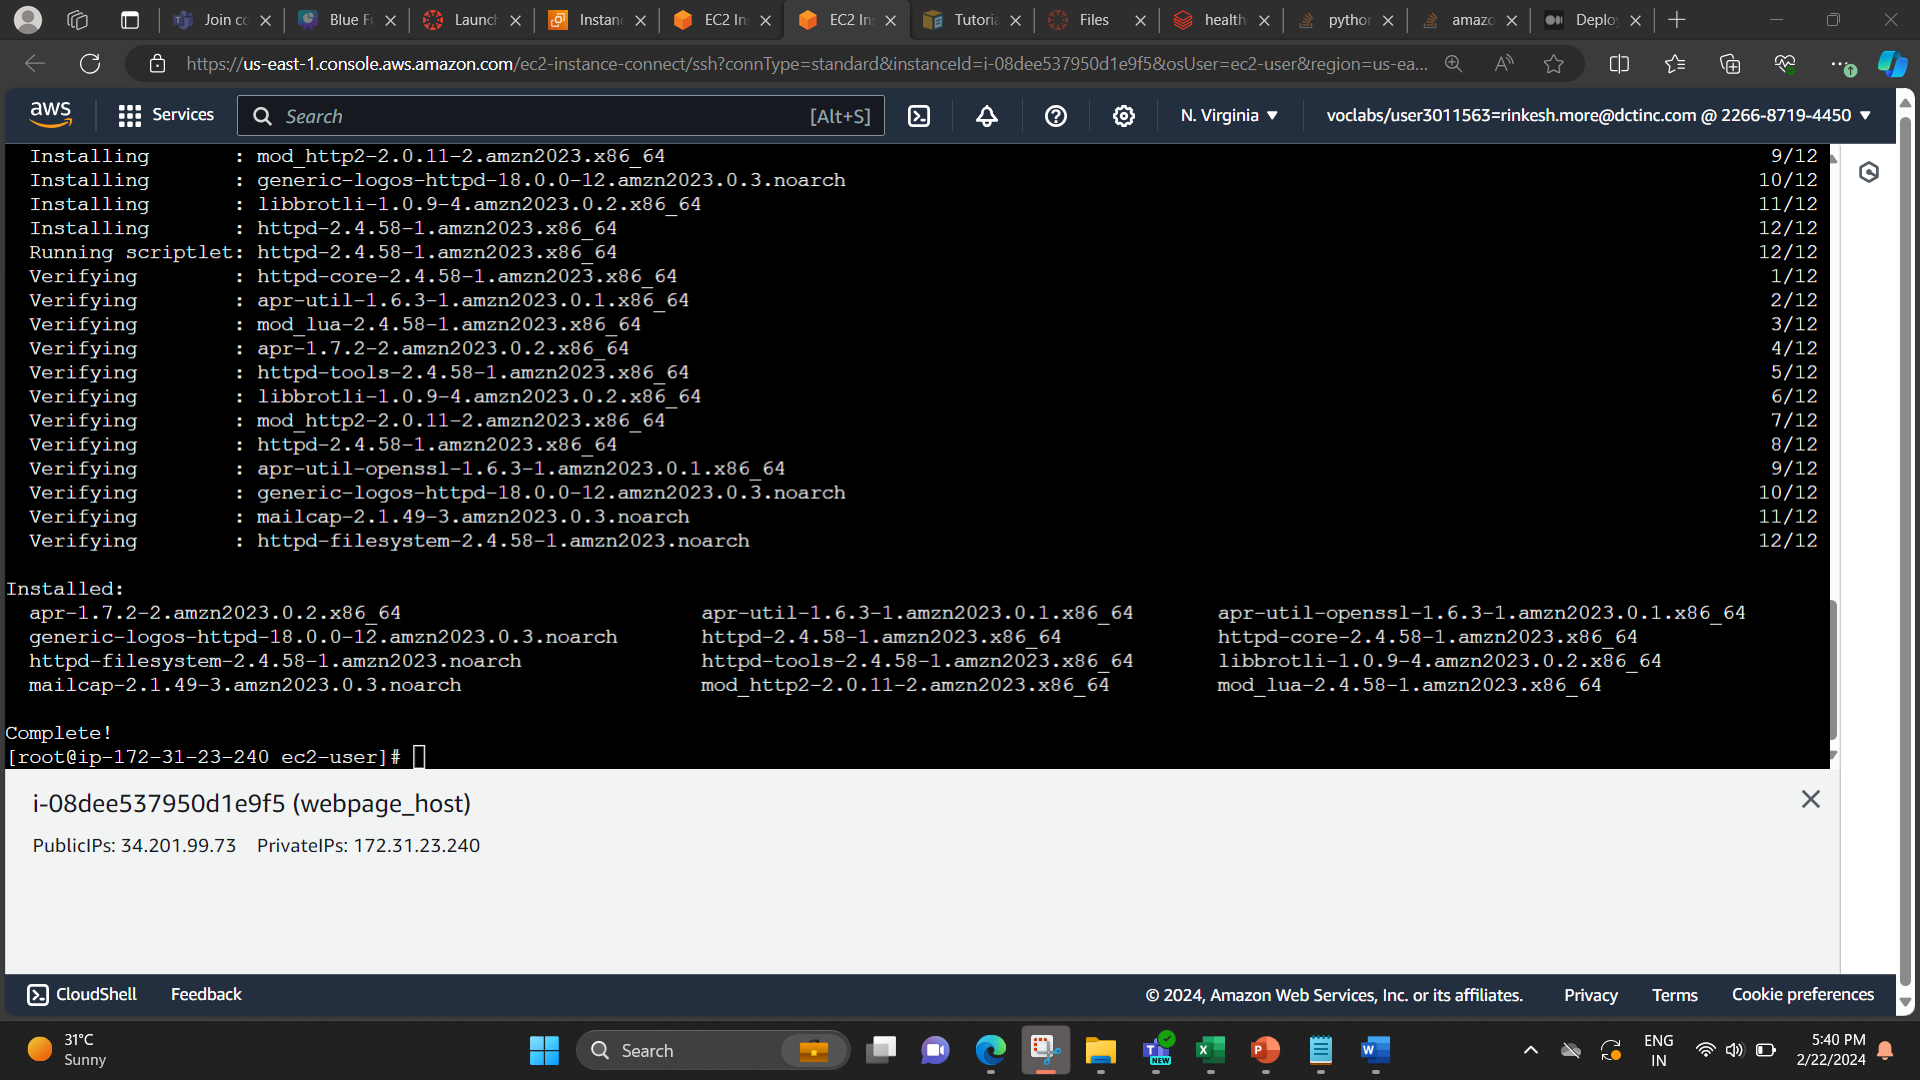 Join co
Blue Fu
Launch
Instanc
EC2 Ins
EC2 Ins
Tutoria
Files
health
python
amazo
Deploy
https://us-east-1.console.aws.amazon.com/ec2-instance-connect/ssh?connType=standard&instanceId=i-08dee537950d1e9f5&osUser=ec2-user&region=us-ea...
aws
Services
Search
[Alt+S]
N. Virginia
voclabs/user3011563=rinkesh.more@dctinc.com @ 2266-8719-4450
Installing : mod_http2-2.0.11-2.amzn2023.x86_64 9/12
Installing : generic-logos-httpd-18.0.0-12.amzn2023.0.3.noarch 10/12
Installing : libbrotli-1.0.9-4.amzn2023.0.2.x86_64 11/12
Installing : httpd-2.4.58-1.amzn2023.x86_64 12/12
Running scriptlet: httpd-2.4.58-1.amzn2023.x86_64 12/12
Verifying : httpd-core-2.4.58-1.amzn2023.x86_64 1/12
Verifying : apr-util-1.6.3-1.amzn2023.0.1.x86_64 2/12
Verifying : mod_lua-2.4.58-1.amzn2023.x86_64 3/12
Verifying : apr-1.7.2-2.amzn2023.0.2.x86_64 4/12
Verifying : httpd-tools-2.4.58-1.amzn2023.x86_64 5/12
Verifying : libbrotli-1.0.9-4.amzn2023.0.2.x86_64 6/12
Verifying : mod_http2-2.0.11-2.amzn2023.x86_64 7/12
Verifying : httpd-2.4.58-1.amzn2023.x86_64 8/12
Verifying : apr-util-openssl-1.6.3-1.amzn2023.0.1.x86_64 9/12
Verifying : generic-logos-httpd-18.0.0-12.amzn2023.0.3.noarch 10/12
Verifying : mailcap-2.1.49-3.amzn2023.0.3.noarch 11/12
Verifying : httpd-filesystem-2.4.58-1.amzn2023.noarch 12/12
Installed:
apr-1.7.2-2.amzn2023.0.2.x86_64 apr-util-1.6.3-1.amzn2023.0.1.x86_64 apr-util-openssl-1.6.3-1.amzn2023.0.1.x86_64
generic-logos-httpd-18.0.0-12.amzn2023.0.3.noarch httpd-2.4.58-1.amzn2023.x86_64 httpd-core-2.4.58-1.amzn2023.x86_64
httpd-filesystem-2.4.58-1.amzn2023.noarch httpd-tools-2.4.58-1.amzn2023.x86_64 libbrotli-1.0.9-4.amzn2023.0.2.x86_64
mailcap-2.1.49-3.amzn2023.0.3.noarch mod_http2-2.0.11-2.amzn2023.x86_64 mod_lua-2.4.58-1.amzn2023.x86_64
Complete!
[root@ip-172-31-23-240 ec2-user]#
i-08dee537950d1e9f5 (webpage_host)
PublicIPs: 34.201.99.73 PrivateIPs: 172.31.23.240
CloudShell
Feedback
© 2024, Amazon Web Services, Inc. or its affiliates.
Privacy
Terms
Cookie preferences
31°C
Sunny
Search
NEW
ENG
IN
5:40 PM
2/22/2024